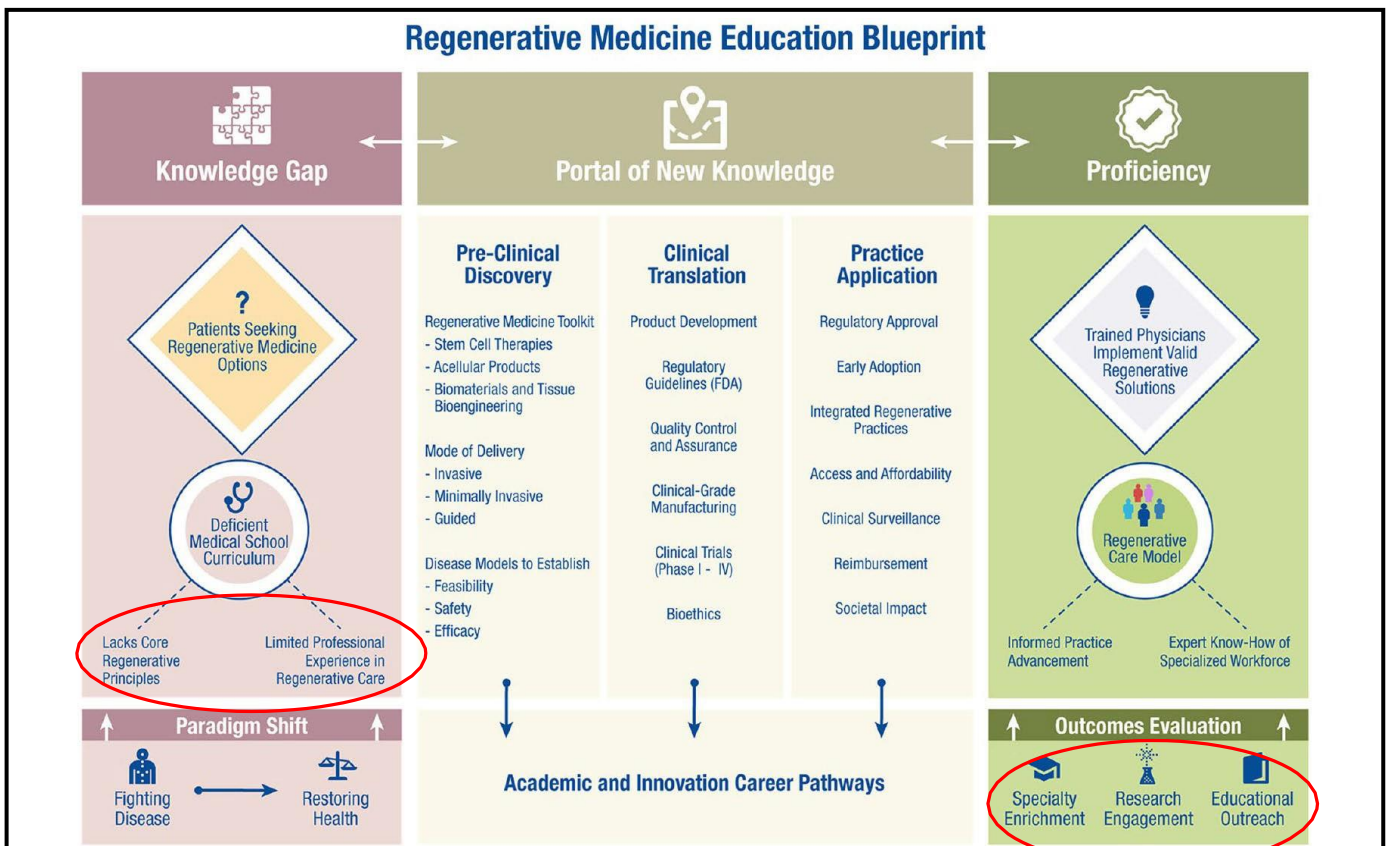 Regenerative Medicine Education Blueprint
Knowledge Gap
Portal of New Knowledge
Proficiency
?
Patients Seeking
Regenerative Medicine
Options
Deficient
Medical School
Curriculum
Lacks Core
Regenerative
Principles
Limited Professional
Experience in
Regenerative Care
Paradigm Shift
Fighting
Disease
Restoring
Health
Pre-Clinical
Discovery
Regenerative Medicine Toolkit
- Stem Cell Therapies
- Acellular Products
- Biomaterials and Tissue
Bioengineering
Mode of Delivery
- Invasive
- Minimally Invasive
- Guided
Disease Models to Establish
- Feasibility
- Safety
- Efficacy
Clinical
Translation
Product Development
Regulatory
Guidelines (FDA)
Quality Control
and Assurance
Clinical-Grade
Manufacturing
Clinical Trials
(Phase I - IV)
Bioethics
Practice
Application
Regulatory Approval
Early Adoption
Integrated Regenerative
Practices
Access and Affordability
Clinical Surveillance
Reimbursement
Societal Impact
Academic and Innovation Career Pathways
Trained Physicians
Implement Valid
Regenerative
Solutions
Regenerative
Care Model
Informed Practice
Advancement
Expert Know-How of
Specialized Workforce
Outcomes Evaluation
Specialty
Enrichment
Research
Engagement
Educational
Outreach